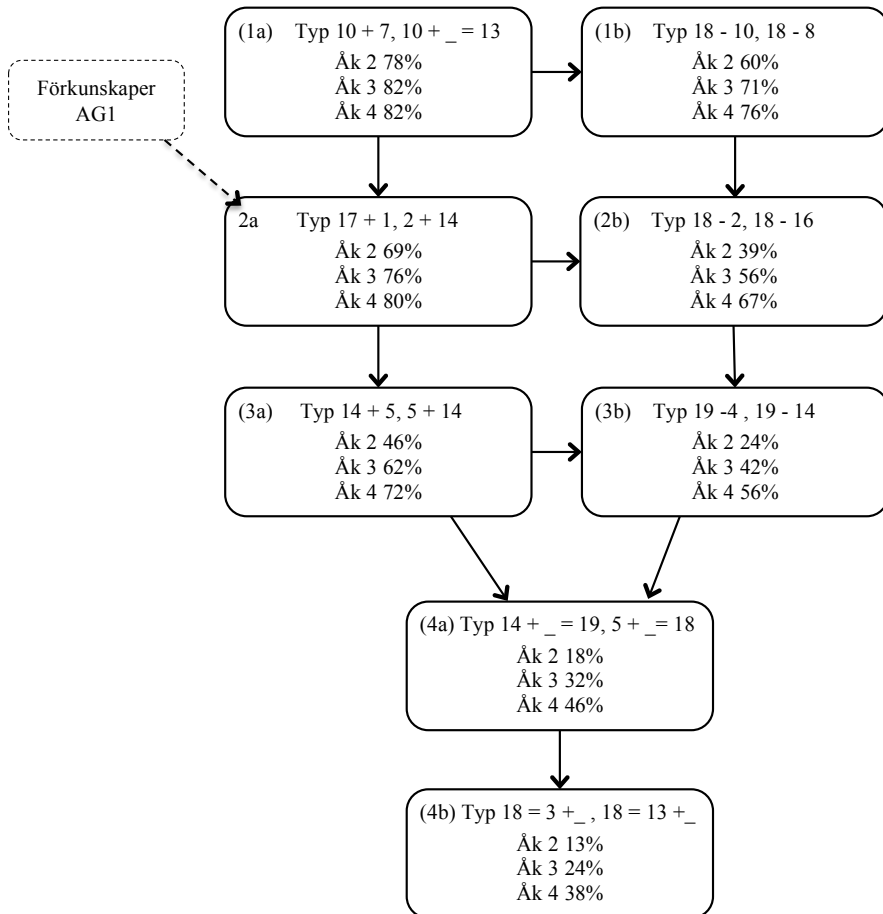 (1a) Typ 10 + 7, 10 + _ = 13
Åk 2 78%
Åk 3 82%
Åk 4 82%
(1b) Typ 18 - 10, 18 - 8
Åk 2 60%
Åk 3 71%
Åk 4 76%
Förkunskaper
AG1
2a Typ 17 + 1, 2 + 14
Åk 2 69%
Åk 3 76%
Åk 4 80%
(2b) Typ 18 - 2, 18 - 16
Åk 2 39%
Åk 3 56%
Åk 4 67%
(3a) Typ 14 + 5, 5 + 14
Åk 2 46%
Åk 3 62%
Åk 4 72%
(3b) Typ 19 -4 , 19 - 14
Åk 2 24%
Åk 3 42%
Åk 4 56%
(4a) Typ 14 + _ = 19, 5 + _= 18
Åk 2 18%
Åk 3 32%
Åk 4 46%
(4b) Typ 18 = 3 +_ , 18 = 13 +_
Åk 2 13%
Åk 3 24%
Åk 4 38%